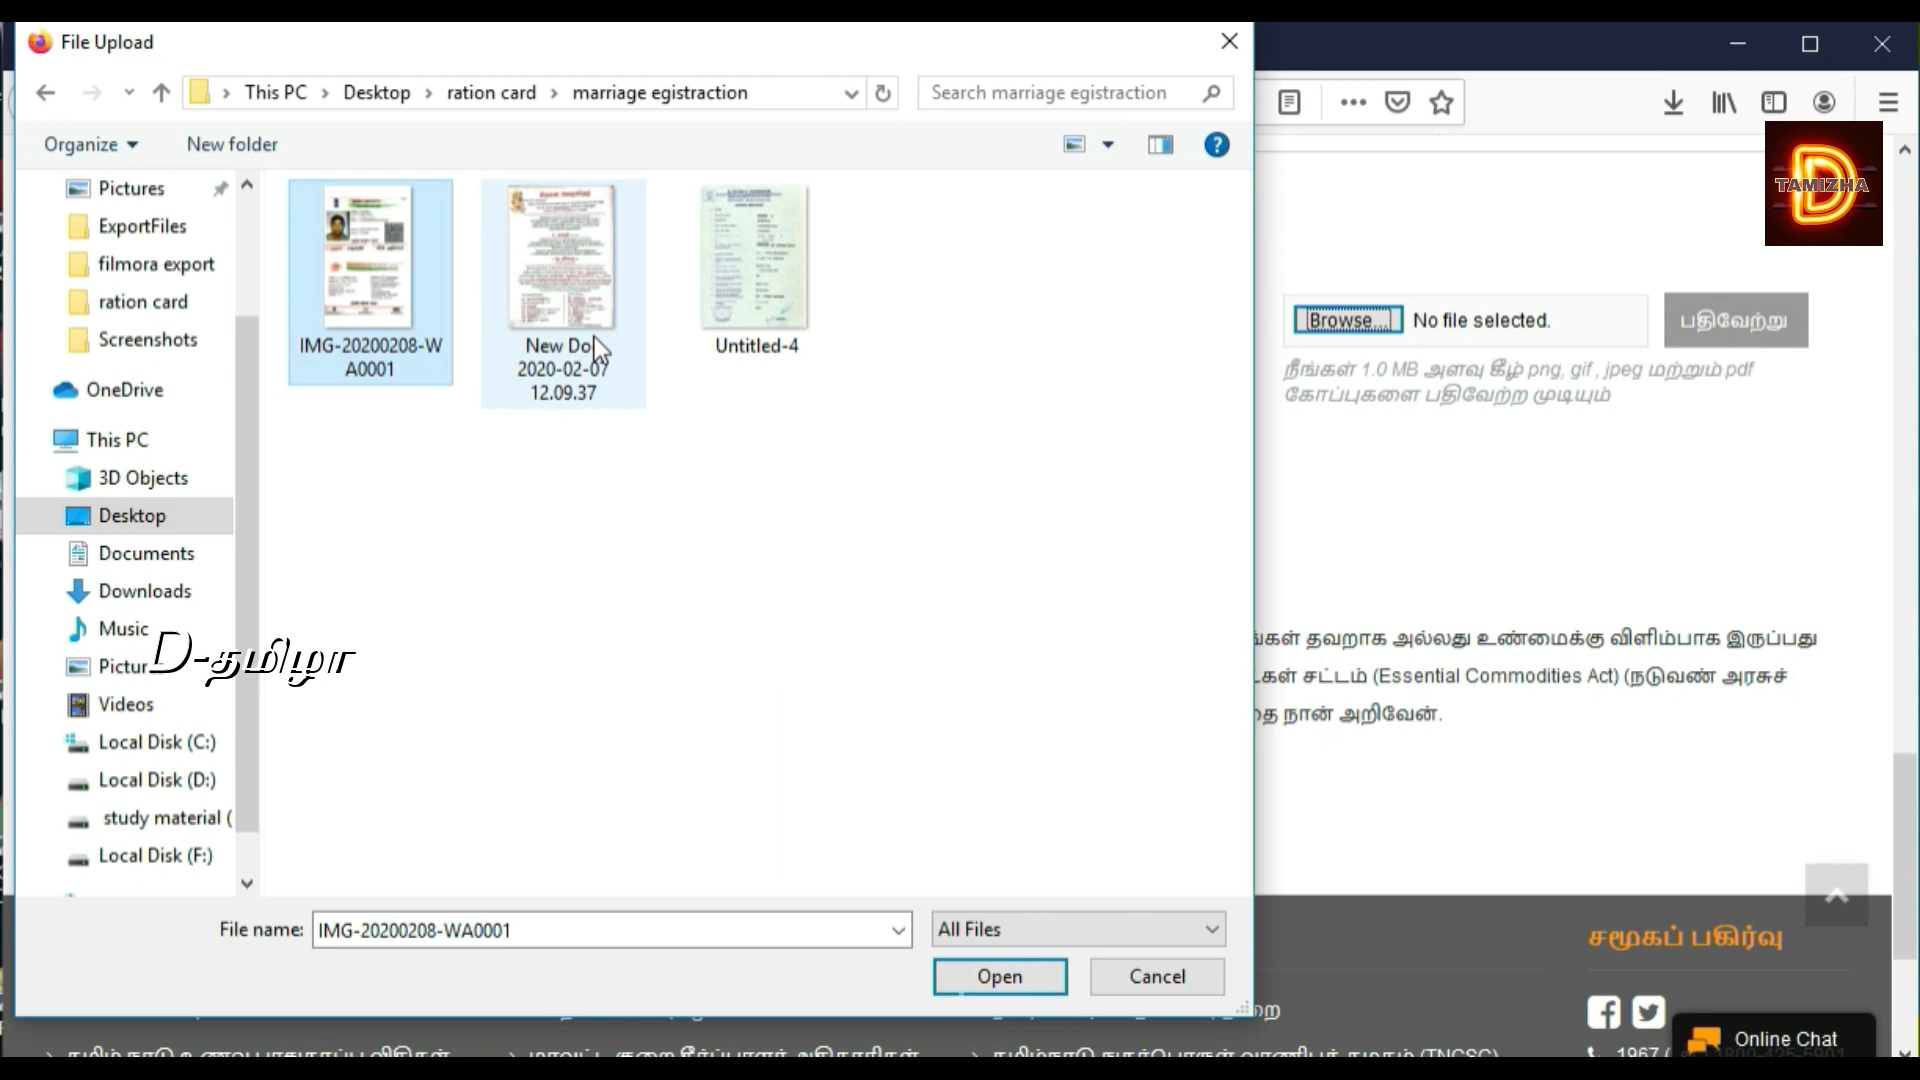 File Upload
This PC > Desktop > ration card > marriage egistraction
Search marriage egistraction
Organize
New folder
TAMIZHA
D
Pictures
ExportFiles
filmora export
ration card
Screenshots
OneDrive
This PC
3D Objects
Desktop
Documents
Downloads
Music
Pictur
Videos
Local Disk (C:)
Local Disk (D:)
study material (
Local Disk (F:)
D-தமிழா
IMG-20200208-W
A0001
New Do
2020-02-07
12.09.37
Untitled-4
Browse...
No file selected.
பதிவேற்று
நீங்கள் 1.0 MB அளவு கீழ் png, gif , jpeg மற்றும் pdf
கோப்புகளை பதிவேற்ற முடியும்
தவறாக அல்லது உண்மைக்கு விளிம்பாக இருப்பது
சட்டம் (Essential Commodities Act) (நடுவண் அரசுச்
நான் அறிவேன்.
File name:
IMG-20200208-WA0001
All Files
Open
Cancel
சமூகப் பகிர்வு
Online Chat
1967